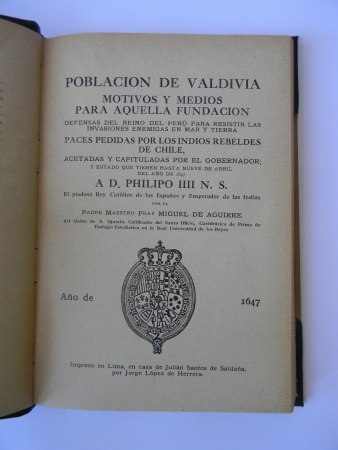 POBLACION DE VALDIVIA
MOTIVOS Y MEDIOS
PARA AQUELLA FUNDACION
DEFENSAS DEL REINO DEL PERÚ PARA RESISTIR LAS
INVASIONES ENEMIGAS EN MAR Y TIERRA
PACES PEDIDAS POR LOS INDIOS REBELDES
DE CHILE,
ACETADAS Y CAPITULADAS POR EL GOBERNADOR;
Y ESTADO QUE TIENEN HASTA NUEVE DE ABRIL
DEL AÑO DE 1647
A D. PHILIPO IIII N. S.
El piadoso Rey Católico de las Españas y Emperador de las Indias
POR EL
PADRE MAESTRO FRAY MIGUEL DE AGUIRRE
del Orden de S. Agustín, Calificador del Santo Oficio, Catedrático de Prima de
Teología Escolástica en la Real Universidad de los Reyes
Año de 1647
Impreso en Lima, en casa de Julián Santos de Saldaña,
por Jorge López de Herrera.